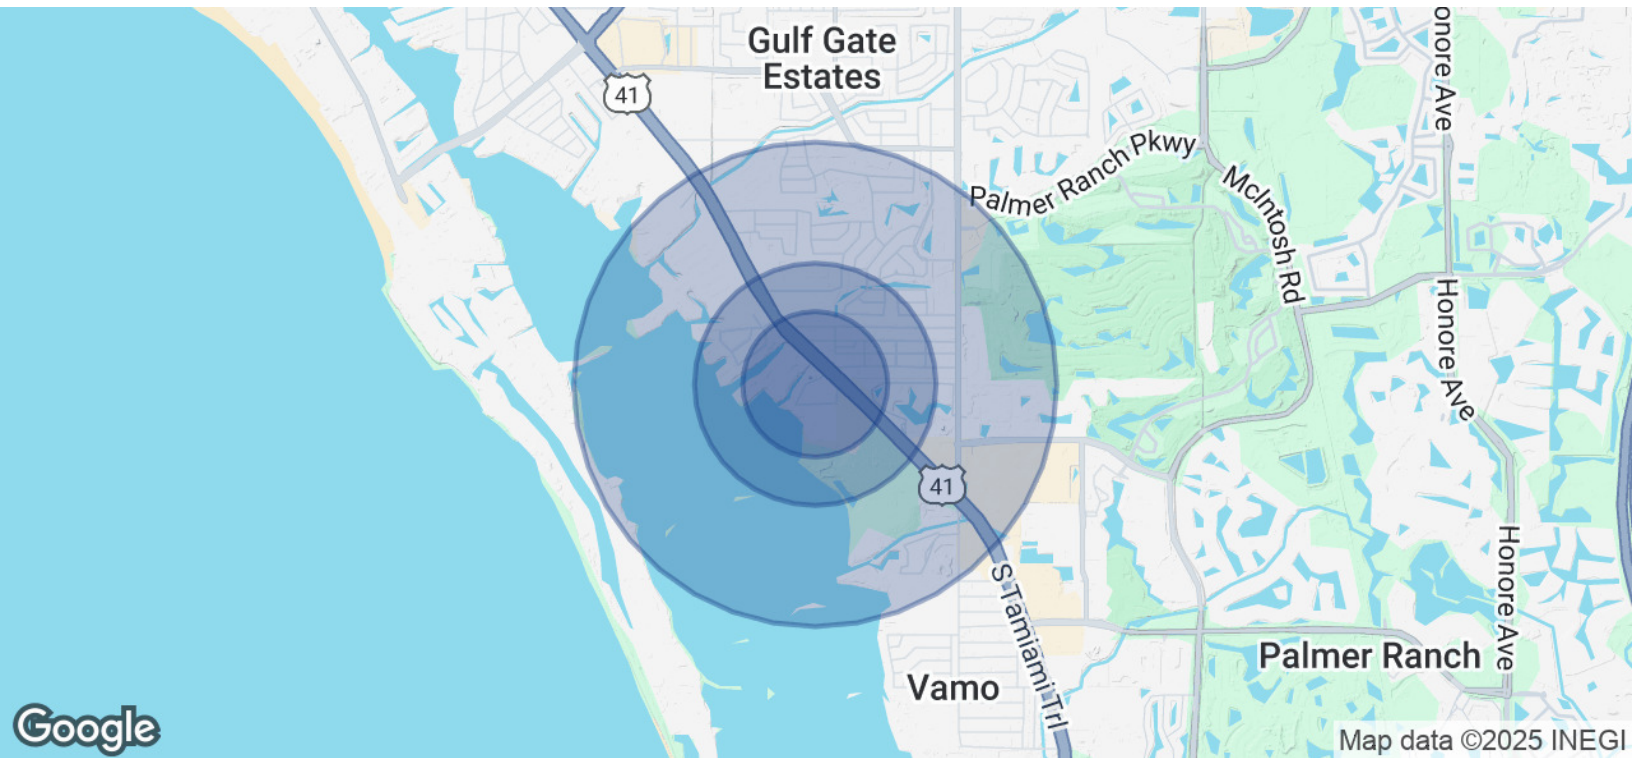 Gulf Gate
Estates
onore Ave
41
Palmer Ranch Pkwy
McIntosh Rd
Honore Ave
41
S Tamiami Trl
Honore Ave
Palmer Ranch
Vamo
Google
Map data ©2025 INEGI